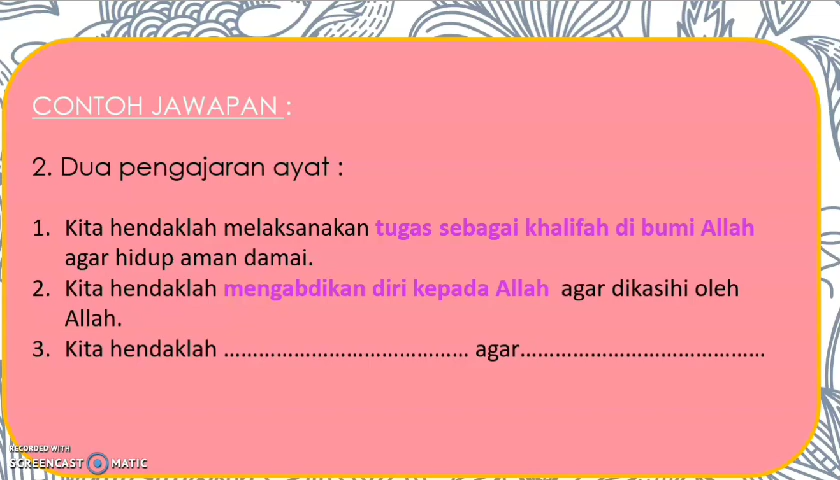 CONTOH JAWAPAN :
2. Dua pengajaran ayat :
1. Kita hendaklah melaksanakan tugas sebagai khalifah di bumi Allah
agar hidup aman damai.
2. Kita hendaklah mengabdikan diri kepada Allah agar dikasihi oleh
Allah.
3. Kita hendaklah ……………………………………. agar……………………………………
RECORDED WITH
SCREENCAST MATIC